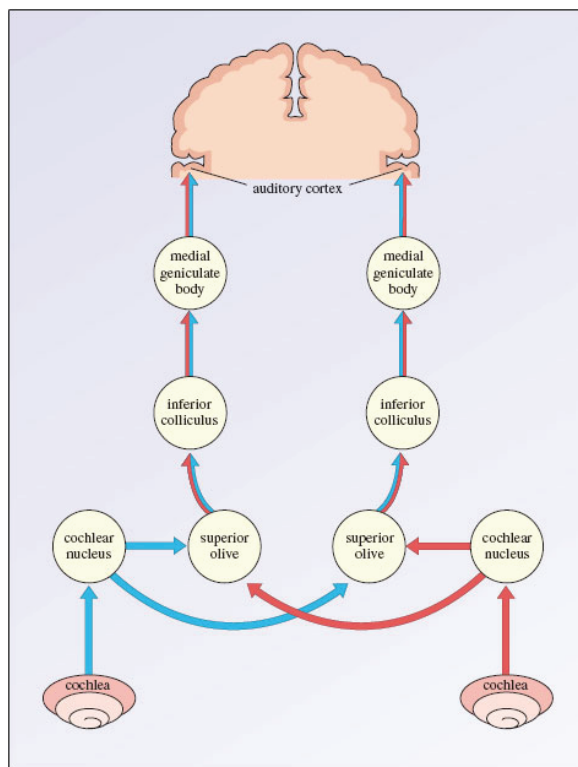 auditory cortex
medial
geniculate
body
medial
geniculate
body
inferior
colliculus
inferior
colliculus
cochlear
nucleus
superior
olive
superior
olive
cochlear
nucleus
cochlea
cochlea